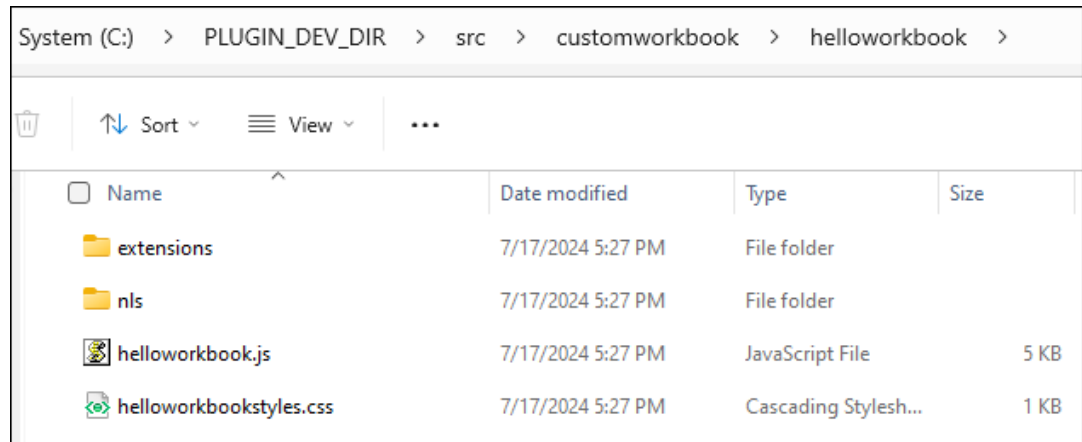 System (C:) > PLUGIN_DEV_DIR > src > customworkbook > helloworkbook >
Sort View ...
Name Date modified Type Size
extensions 7/17/2024 5:27 PM File folder
nls 7/17/2024 5:27 PM File folder
helloworkbook.js 7/17/2024 5:27 PM JavaScript File 5 KB
helloworkbookstyles.css 7/17/2024 5:27 PM Cascading Stylesh... 1 KB